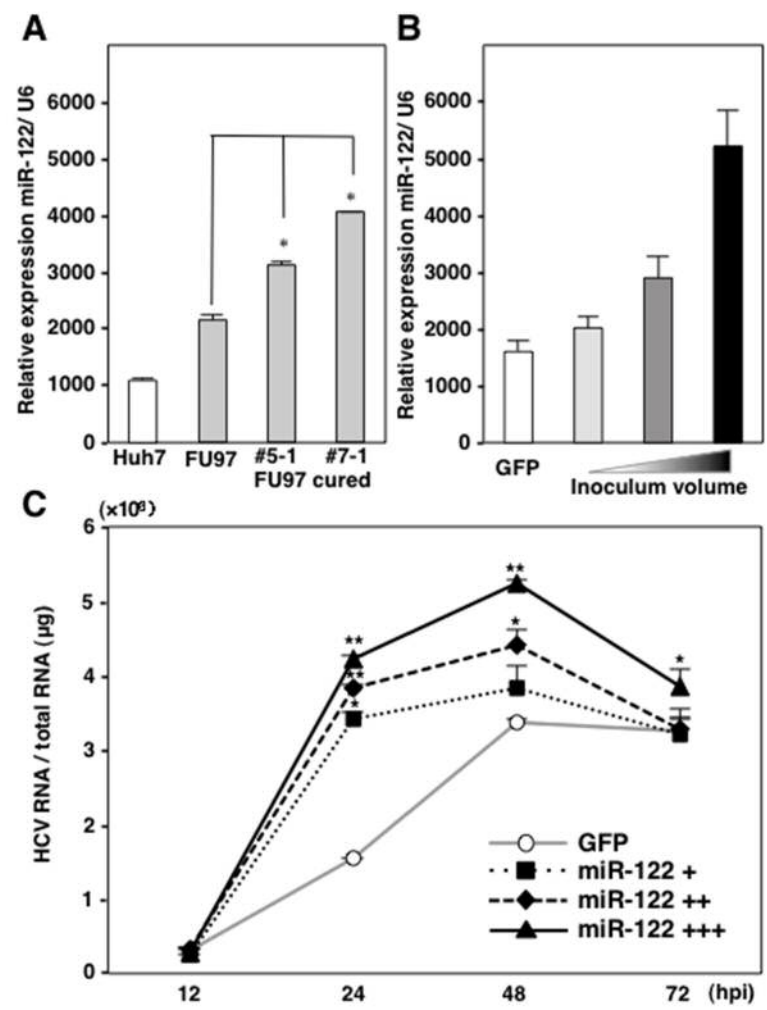 A
Relative expression miR-122/ U6
6000
5000
4000
3000
2000
1000
0
*
*
Huh7
FU97
#5-1
#7-1
FU97 cured
B
Relative expression miR-122/ U6
6000
5000
4000
3000
2000
1000
0
GFP
Inoculum volume
C
HCV RNA / total RNA (μg)
6
5
4
3
2
1
0
**
**
*
**
*
*
GFP
miR-122 +
miR-122 ++
miR-122 +++
12
24
48
72
(hpi)